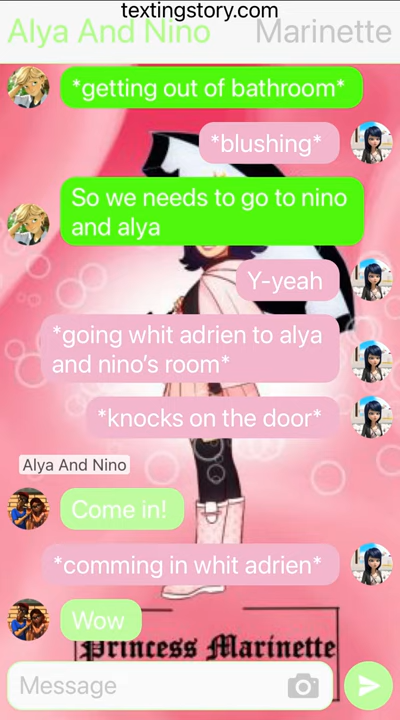 textingstory.com
Alya And Nino
Marinette
*getting out of bathroom*
*blushing*
So we needs to go to nino
and alya
Y-yeah
*going whit adrien to alya
and nino's room*
*knocks on the door*
Alya And Nino
Come in!
*comming in whit adrien*
Wow
Princess Marinette
Message